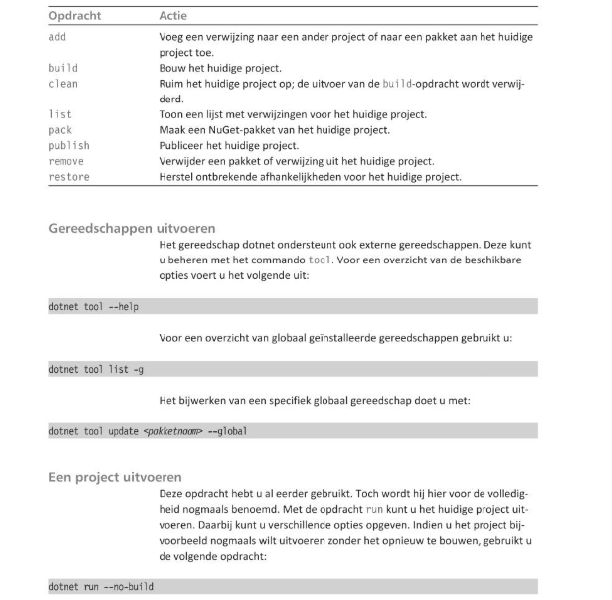 Opdracht Actie
add Voeg een verwijzing naar een ander project of naar een pakket aan het huidige
project toe.
build Bouw het huidige project.
clean Ruim het huidige project op; de uitvoer van de build-opdracht wordt verwij-
derd.
list Toon een lijst met verwijzingen voor het huidige project.
pack Maak een NuGet-pakket van het huidige project.
publish Publiceer het huidige project.
remove Verwijder een pakket of verwijzing uit het huidige project.
restore Herstel ontbrekende afhankelijkheden voor het huidige project.
Gereedschappen uitvoeren
Het gereedschap dotnet ondersteunt ook externe gereedschappen. Deze kunt
u beheren met het commando tool. Voor een overzicht van de beschikbare
opties voert u het volgende uit:
dotnet tool --help
Voor een overzicht van globaal geïnstalleerde gereedschappen gebruikt u:
dotnet tool list -g
Het bijwerken van een specifiek globaal gereedschap doet u met:
dotnet tool update <pakketnaam> --global
Een project uitvoeren
Deze opdracht hebt u al eerder gebruikt. Toch wordt hij hier voor de volledig-
heid nogmaals benoemd. Met de opdracht run kunt u het huidige project uit-
voeren. Daarbij kunt u verschillende opties opgeven. Indien u het project bij-
voorbeeld nogmaals wilt uitvoeren zonder het opnieuw te bouwen, gebruikt u
de volgende opdracht:
dotnet run --no-build